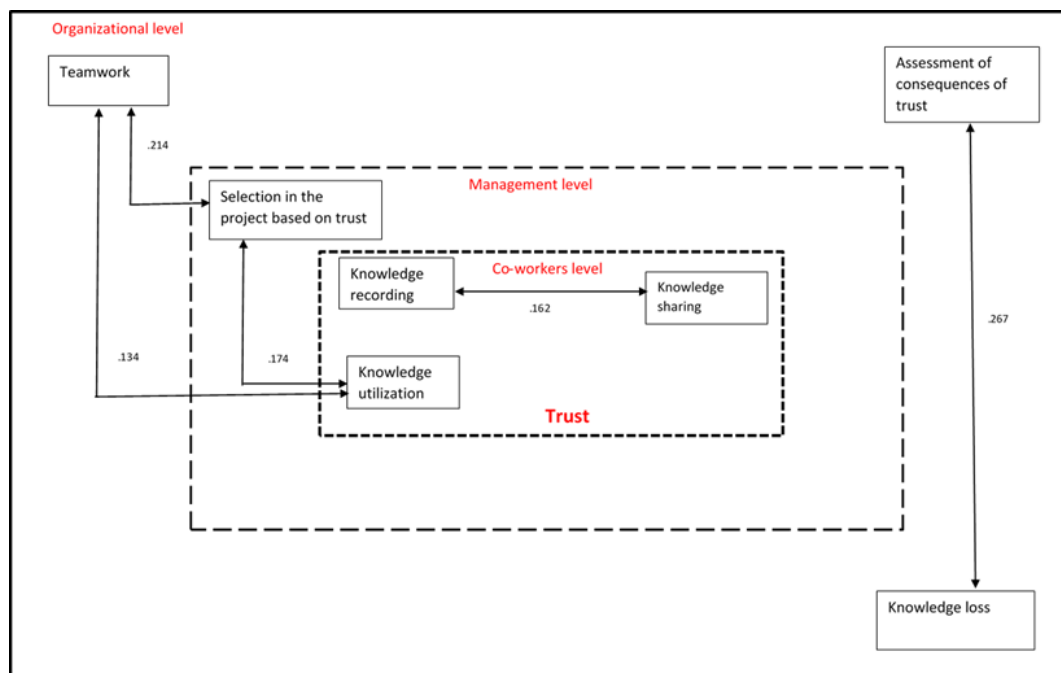 Organizational level
Teamwork
Assessment of
consequences of
trust
.214
Management level
Selection in the
project based on trust
Co-workers level
Knowledge
recording
Knowledge
sharing
.162
.267
.134
.174
Knowledge
utilization
Trust
Knowledge loss